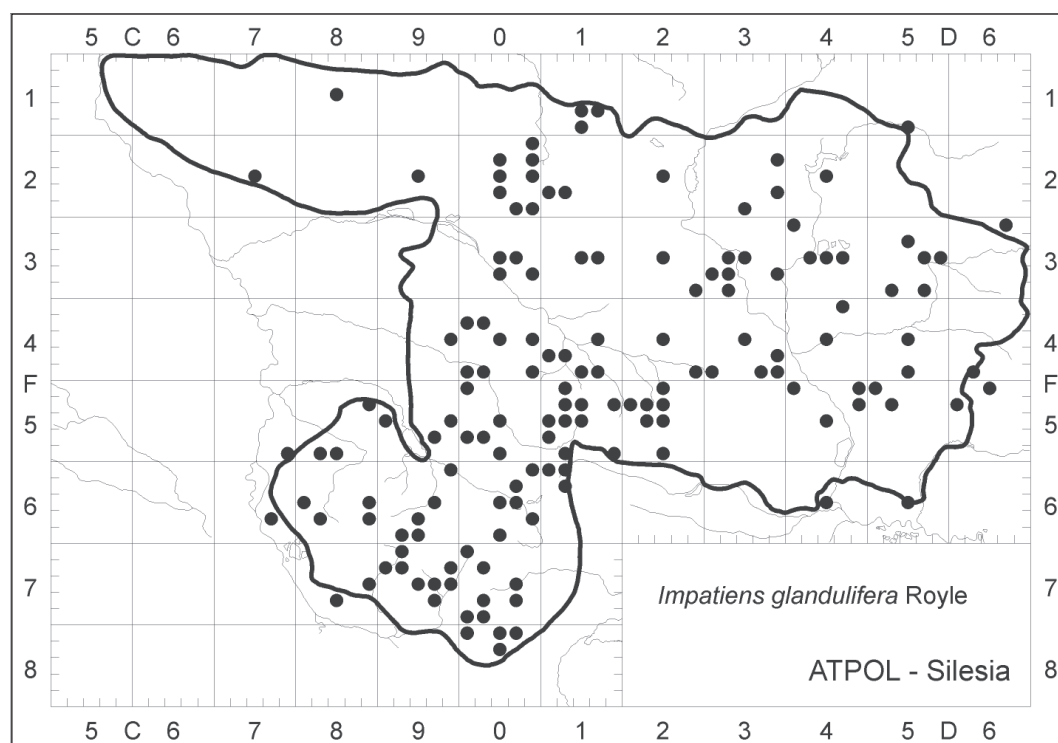 5 C 6 7 8 9 0 1 2 3 4 5 D 6
1 1
2 2
3 3
4 4
F F
5 5
6 6
7 Impatiens glandulifera Royle 7
8 ATPOL - Silesia 8
5 C 6 7 8 9 0 1 2 3 4 5 D 6